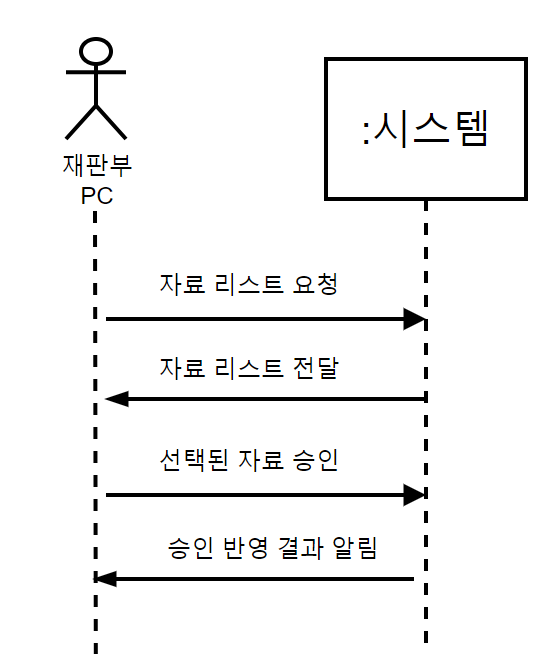 재판부
PC
:시스템
자료 리스트 요청
자료 리스트 전달
선택된 자료 승인
승인 반영 결과 알림